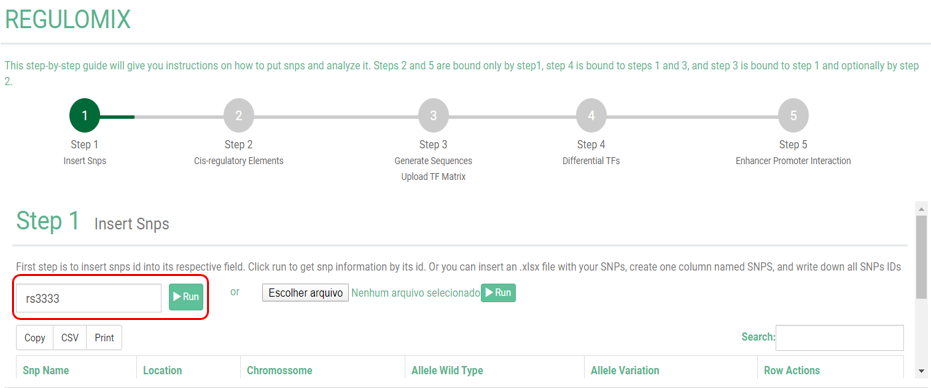 REGULOMIX
This step-by-step guide will give you instructions on how to put snps and analyze it. Steps 2 and 5 are bound only by step1, step 4 is bound to steps 1 and 3, and step 3 is bound to step 1 and optionally by step
2.
1 2 3 4 5
Step 1 Step 2 Step 3 Step 4 Step 5
Insert Snps Cis-regulatory Elements Generate Sequences Differential TFs Enhancer Promoter Interaction
Upload TF Matrix
Step 1 Insert Snps
First step is to insert snps id into its respective field. Click run to get snp information by its id. Or you can insert an .xlsx file with your SNPs, create one column named SNPS, and write down all SNPs IDs
rs3333 Run or Escolher arquivo Nenhum arquivo selecionado Run
Copy CSV Print Search:
Snp Name Location Chromossome Allele Wild Type Allele Variation Row Actions